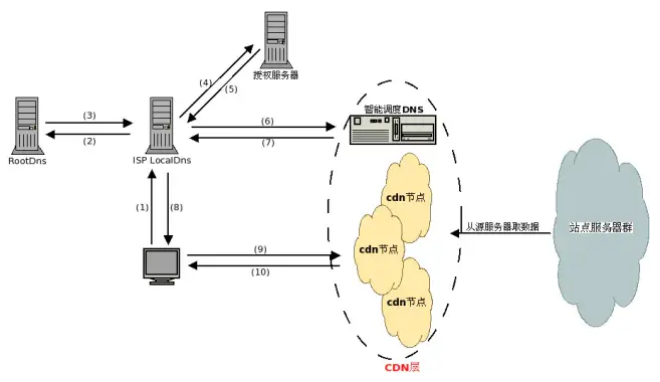 (4)
授权服务器
(5)
(3)
(6)
智能调度DNS
(2)
(7)
RootDns
ISP LocalDns
cdn节点
(1)
(8)
从源服务器取数据
站点服务器群
cdn节点
(9)
(10)
cdn节点
CDN层